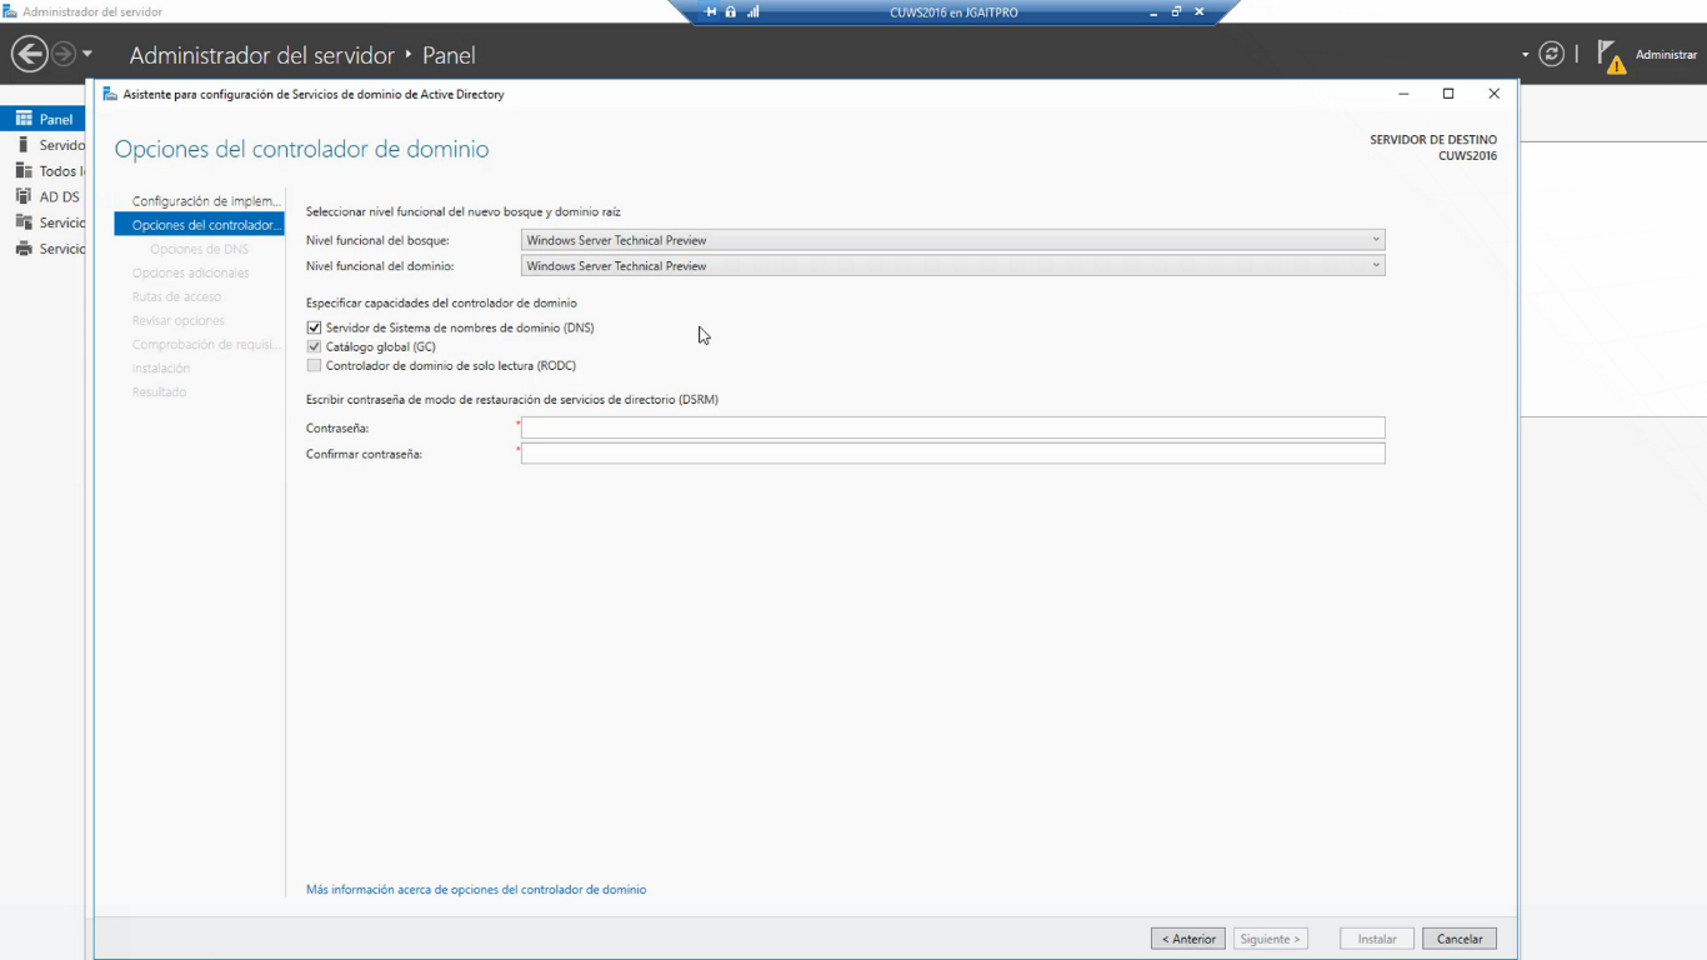 Administrador del servidor
CUWS2016 en JGAITPRO
Administrador del servidor ‣ Panel
Administrar
Asistente para configuración de Servicios de dominio de Active Directory
Opciones del controlador de dominio
SERVIDOR DE DESTINO
CUWS2016
Panel
Servido
Todos l
AD DS
Servicio
Servicio
Configuración de implem...
Opciones del controlador...
Opciones de DNS
Opciones adicionales
Rutas de acceso
Revisar opciones
Comprobación de requisi...
Instalación
Resultado
Seleccionar nivel funcional del nuevo bosque y dominio raíz
Nivel funcional del bosque: Windows Server Technical Preview
Nivel funcional del dominio: Windows Server Technical Preview
Especificar capacidades del controlador de dominio
Servidor de Sistema de nombres de dominio (DNS)
Catálogo global (GC)
Controlador de dominio de solo lectura (RODC)
Escribir contraseña de modo de restauración de servicios de directorio (DSRM)
Contraseña: *
Confirmar contraseña: *
Más información acerca de opciones del controlador de dominio
< Anterior Siguiente > Instalar Cancelar